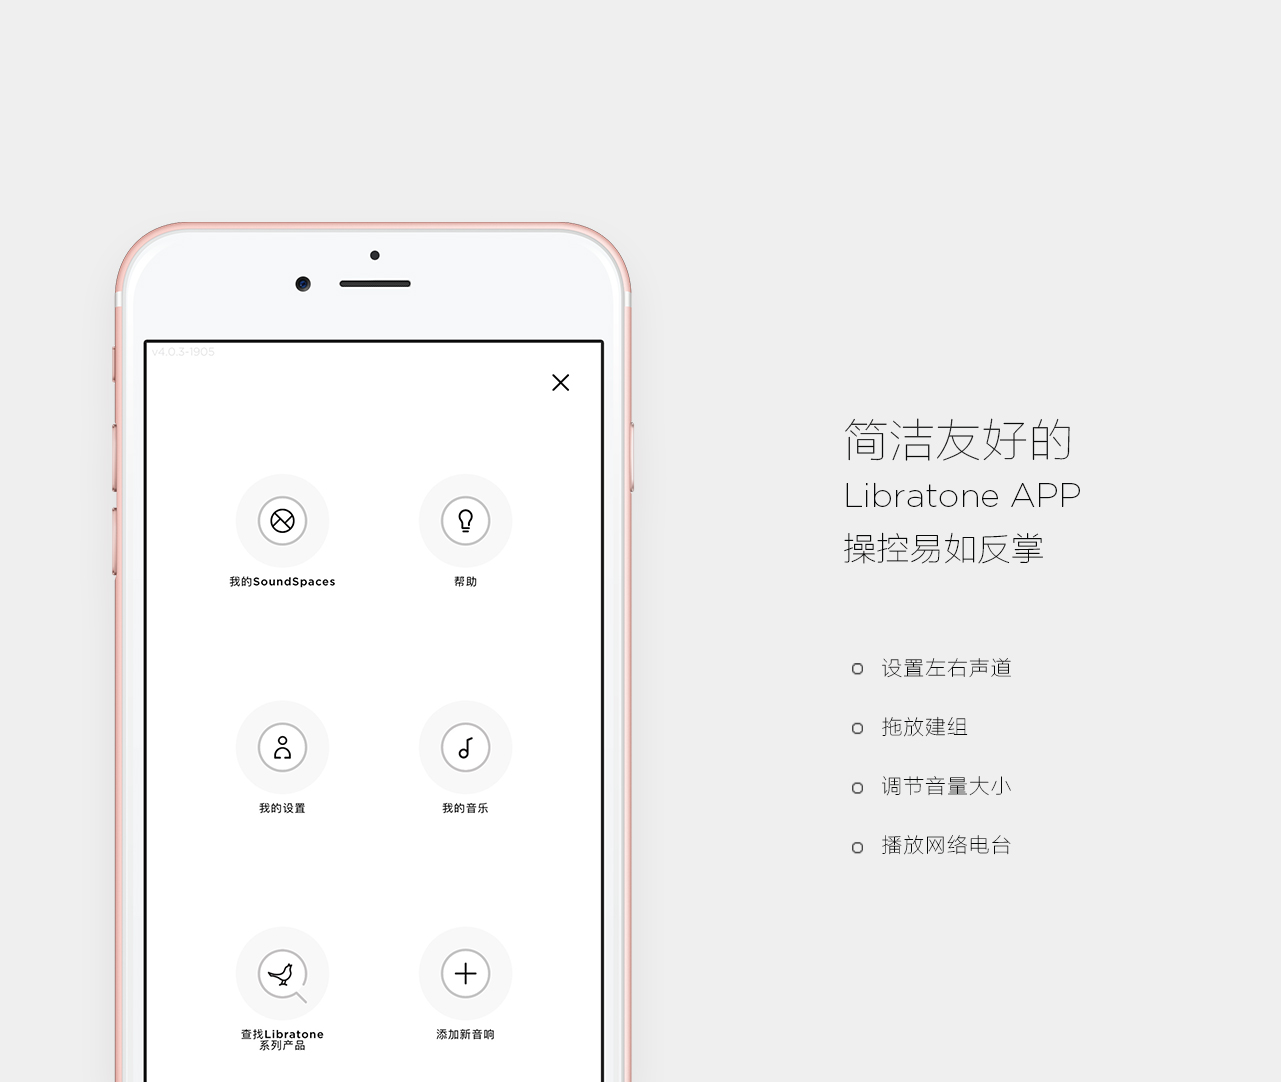 v4.0.3-1905
我的SoundSpaces
帮助
我的设置
我的音乐
查找Libratone
系列产品
添加新音响
简洁友好的
Libratone APP
操控易如反掌
设置左右声道
拖放建组
调节音量大小
播放网络电台